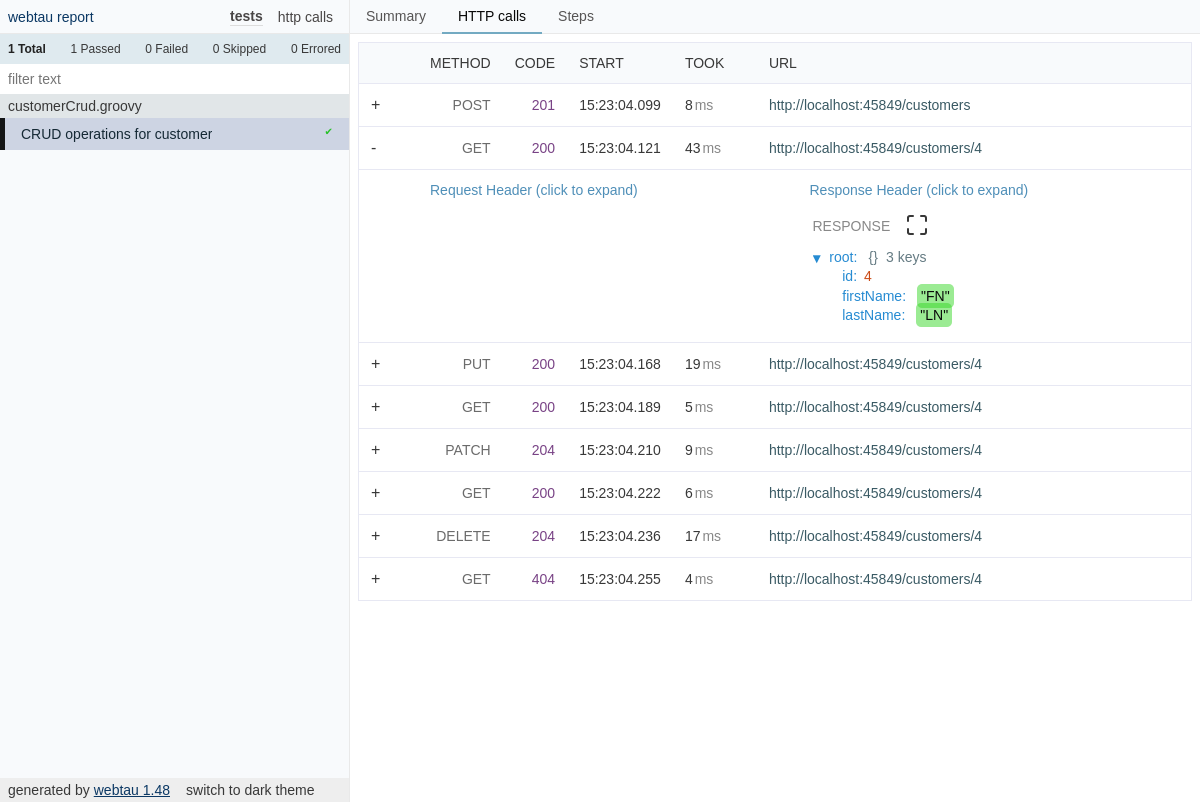 webtau report tests http calls
1 Total 1 Passed 0 Failed 0 Skipped 0 Errored
filter text
customerCrud.groovy
CRUD operations for customer ✔
generated by webtau 1.48 switch to dark theme
Summary HTTP calls Steps
METHOD CODE START TOOK URL
+ POST 201 15:23:04.099 8 ms http://localhost:45849/customers
- GET 200 15:23:04.121 43 ms http://localhost:45849/customers/4
Request Header (click to expand) Response Header (click to expand)
RESPONSE
▼ root: {} 3 keys
id: 4
firstName: "FN"
lastName: "LN"
+ PUT 200 15:23:04.168 19 ms http://localhost:45849/customers/4
+ GET 200 15:23:04.189 5 ms http://localhost:45849/customers/4
+ PATCH 204 15:23:04.210 9 ms http://localhost:45849/customers/4
+ GET 200 15:23:04.222 6 ms http://localhost:45849/customers/4
+ DELETE 204 15:23:04.236 17 ms http://localhost:45849/customers/4
+ GET 404 15:23:04.255 4 ms http://localhost:45849/customers/4